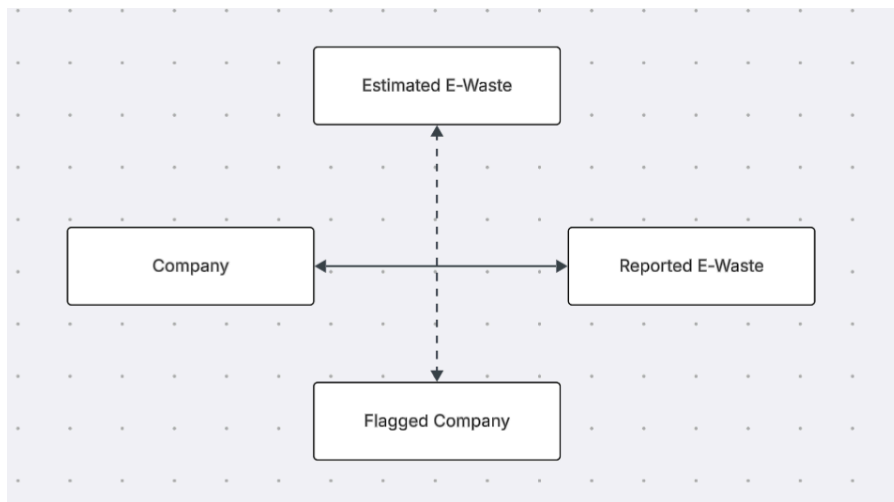 Estimated E-Waste
Company
Reported E-Waste
Flagged Company